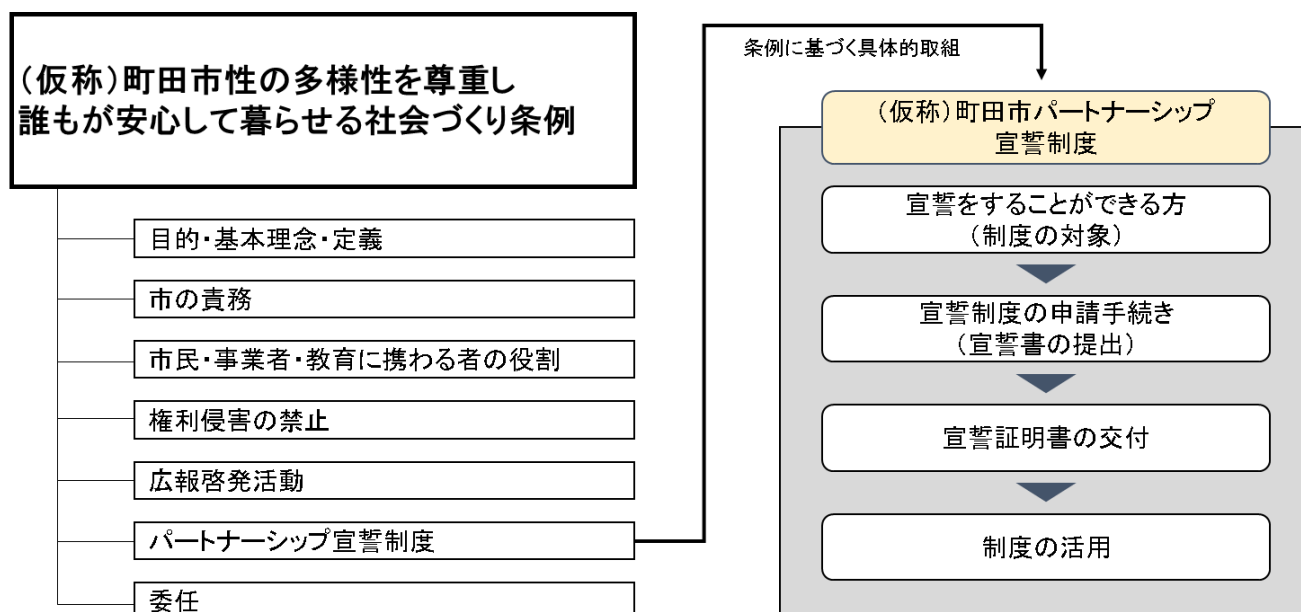 (仮称)町田市性の多様性を尊重し
誰もが安心して暮らせる社会づくり条例
目的・基本理念・定義
市の責務
市民・事業者・教育に携わる者の役割
権利侵害の禁止
広報啓発活動
パートナーシップ宣誓制度
委任
条例に基づく具体的取組
(仮称)町田市パートナーシップ
宣誓制度
宣誓をすることができる方
(制度の対象)
宣誓制度の申請手続き
(宣誓書の提出)
宣誓証明書の交付
制度の活用